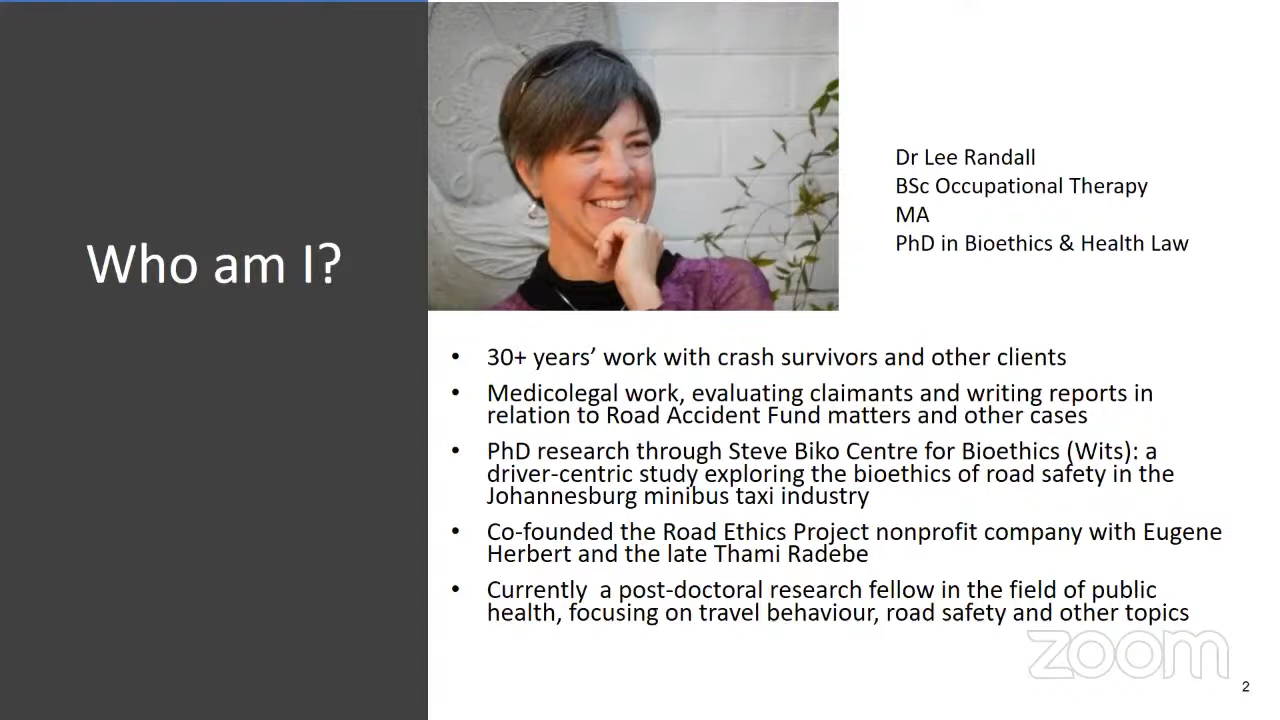 Who am I?
Dr Lee Randall
BSc Occupational Therapy
MA
PhD in Bioethics & Health Law
• 30+ years’ work with crash survivors and other clients
• Medicolegal work, evaluating claimants and writing reports in
relation to Road Accident Fund matters and other cases
• PhD research through Steve Biko Centre for Bioethics (Wits): a
driver-centric study exploring the bioethics of road safety in the
Johannesburg minibus taxi industry
• Co-founded the Road Ethics Project nonprofit company with Eugene
Herbert and the late Thami Radebe
• Currently  a post-doctoral research fellow in the field of public
health, focusing on travel behaviour, road safety and other topics
zoom
2